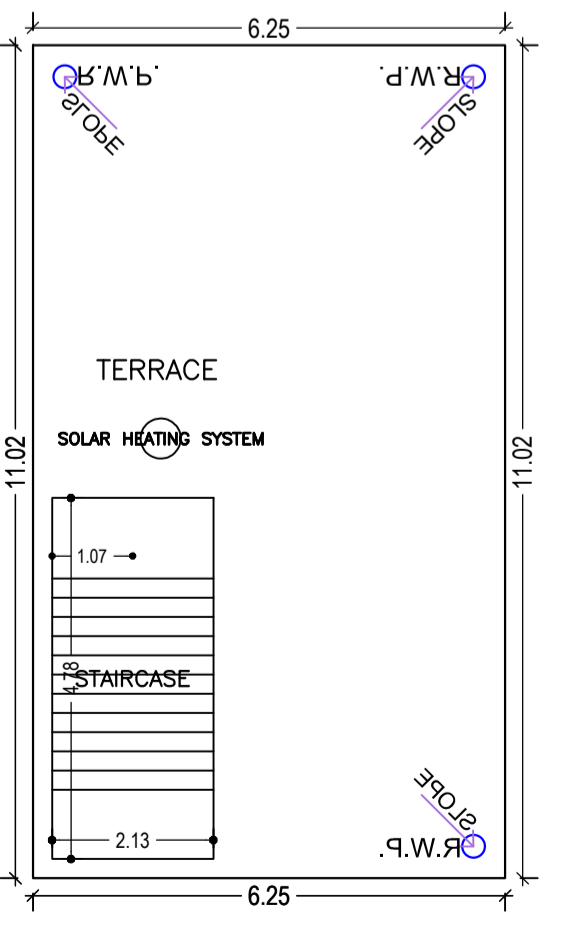 6.25
R.W.P.
R.W.P.
SLOPE
SLOPE
TERRACE
SOLAR HEATING SYSTEM
11.02
11.02
1.07
4.78
STAIRCASE
SLOPE
2.13
R.W.P.
6.25